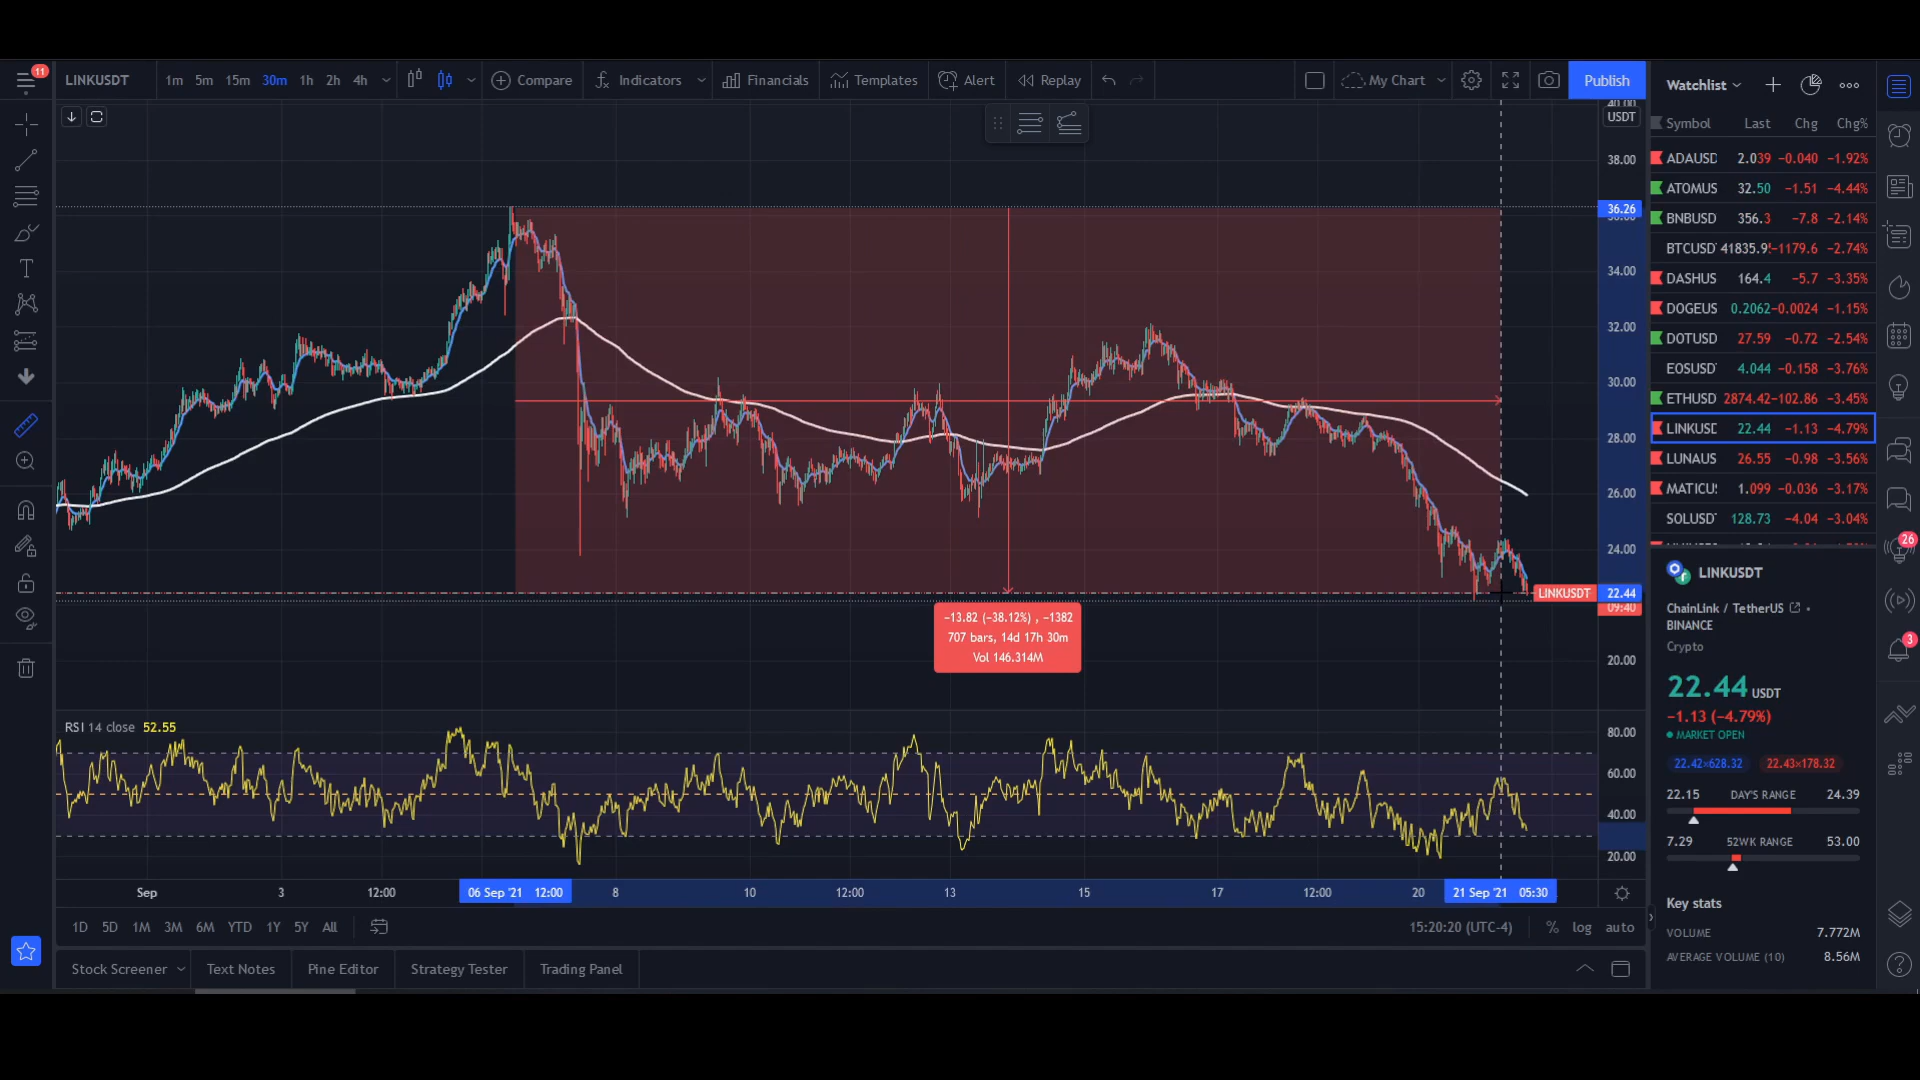 11
LINKUSDT 1m 5m 15m 30m 1h 2h 4h Compare Indicators Financials Templates Alert Replay My Chart Publish
Watchlist
USDT
38.00
36.26
34.00
32.00
30.00
28.00
26.00
24.00
LINKUSDT 22.44
09:40
20.00
-13.82 (-38.12%) , -1382
707 bars, 14d 17h 30m
Vol 146.314M
RSI 14 close 52.55
80.00
60.00
40.00
20.00
Sep 3 12:00 06 Sep '21 12:00 8 10 12:00 13 15 17 12:00 20 21 Sep '21 05:30
1D 5D 1M 3M 6M YTD 1Y 5Y All 15:20:20 (UTC-4) % log auto
Stock Screener Text Notes Pine Editor Strategy Tester Trading Panel
Symbol Last Chg Chg%
ADAUSD 2.039 -0.040 -1.92%
ATOMUS 32.50 -1.51 -4.44%
BNBUSD 356.3 -7.8 -2.14%
BTCUSD 41835.9 -1179.6 -2.74%
DASHUS 164.4 -5.7 -3.35%
DOGEUS 0.2062 -0.0024 -1.15%
DOTUSD 27.59 -0.72 -2.54%
EOSUSD 4.044 -0.158 -3.76%
ETHUSD 2874.42 -102.86 -3.45%
LINKUSD 22.44 -1.13 -4.79%
LUNAUS 26.55 -0.98 -3.56%
MATICUS 1.099 -0.036 -3.17%
SOLUSD 128.73 -4.04 -3.04%
LINKUSDT
ChainLink / TetherUS
BINANCE
Crypto
22.44 USDT
-1.13 (-4.79%)
MARKET OPEN
22.42×628.32 22.43×178.32
22.15 DAY'S RANGE 24.39
7.29 52WK RANGE 53.00
Key stats
VOLUME 7.772M
AVERAGE VOLUME (10) 8.56M
26
3